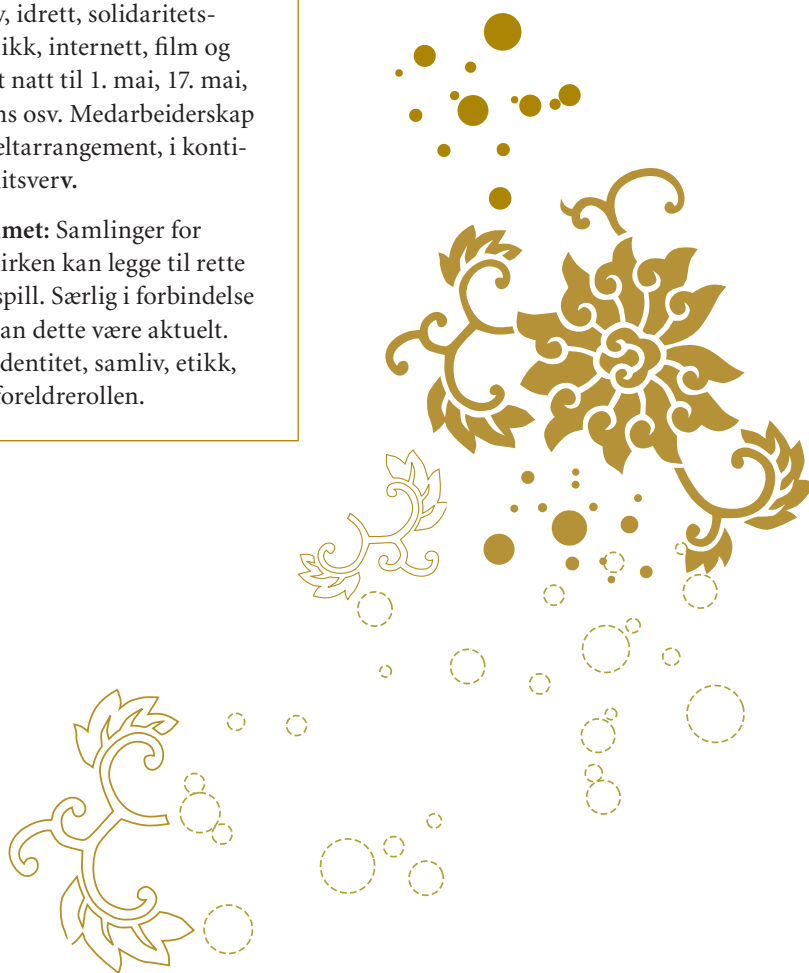 v, idrett, solidaritets-
ikk, internett, film og
t natt til 1. mai, 17. mai,
ns osv. Medarbeiderskap
eltarrangement, i konti-
itsverv.
met: Samlinger for
irken kan legge til rette
spill. Særlig i forbindelse
an dette være aktuelt.
dentitet, samliv, etikk,
foreldrerollen.